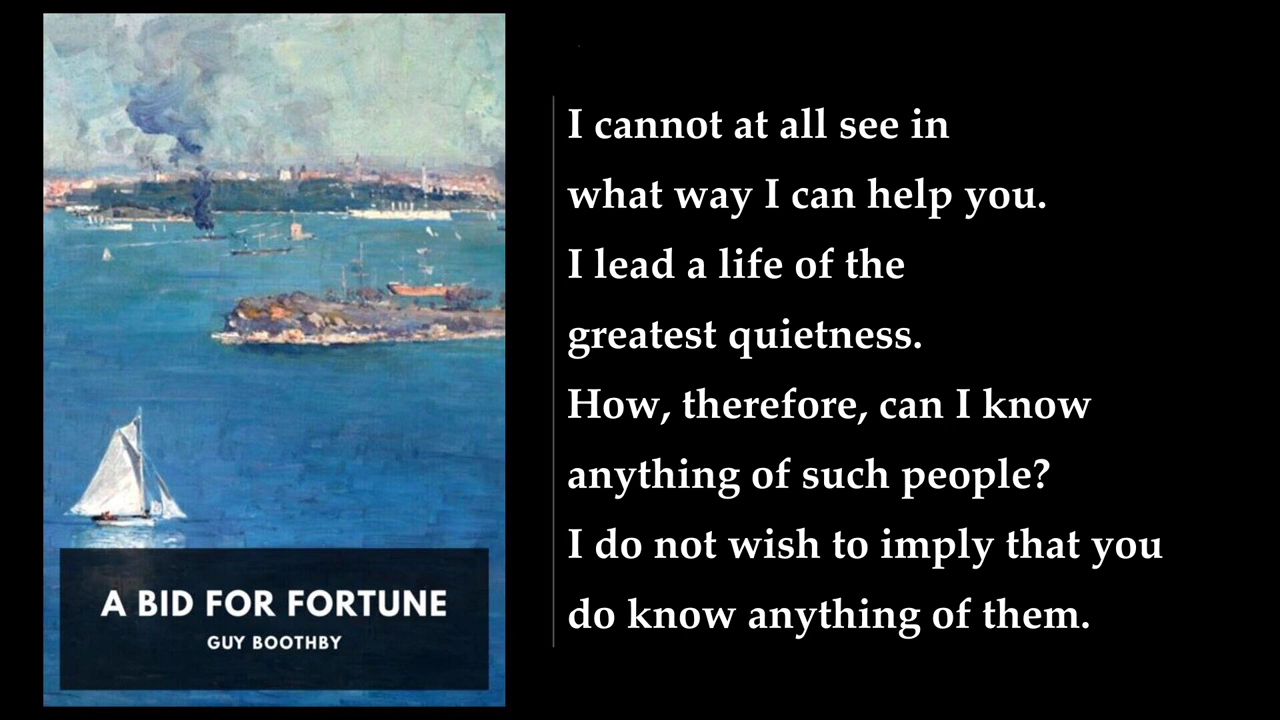 I cannot at all see in
what way I can help you.
I lead a life of the
greatest quietness.
How, therefore, can I know
anything of such people?
I do not wish to imply that you
do know anything of them.
A BID FOR FORTUNE
GUY BOOTHBY